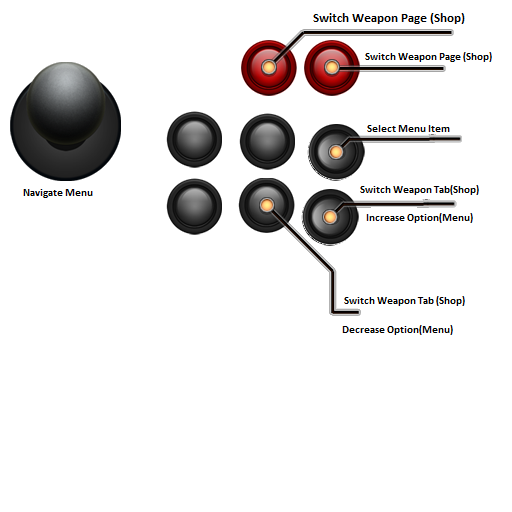 Switch Weapon Page (Shop)
Switch Weapon Page (Shop)
Select Menu Item
Switch Weapon Tab(Shop)
Navigate Menu
Increase Option(Menu)
Switch Weapon Tab (Shop)
Decrease Option(Menu)